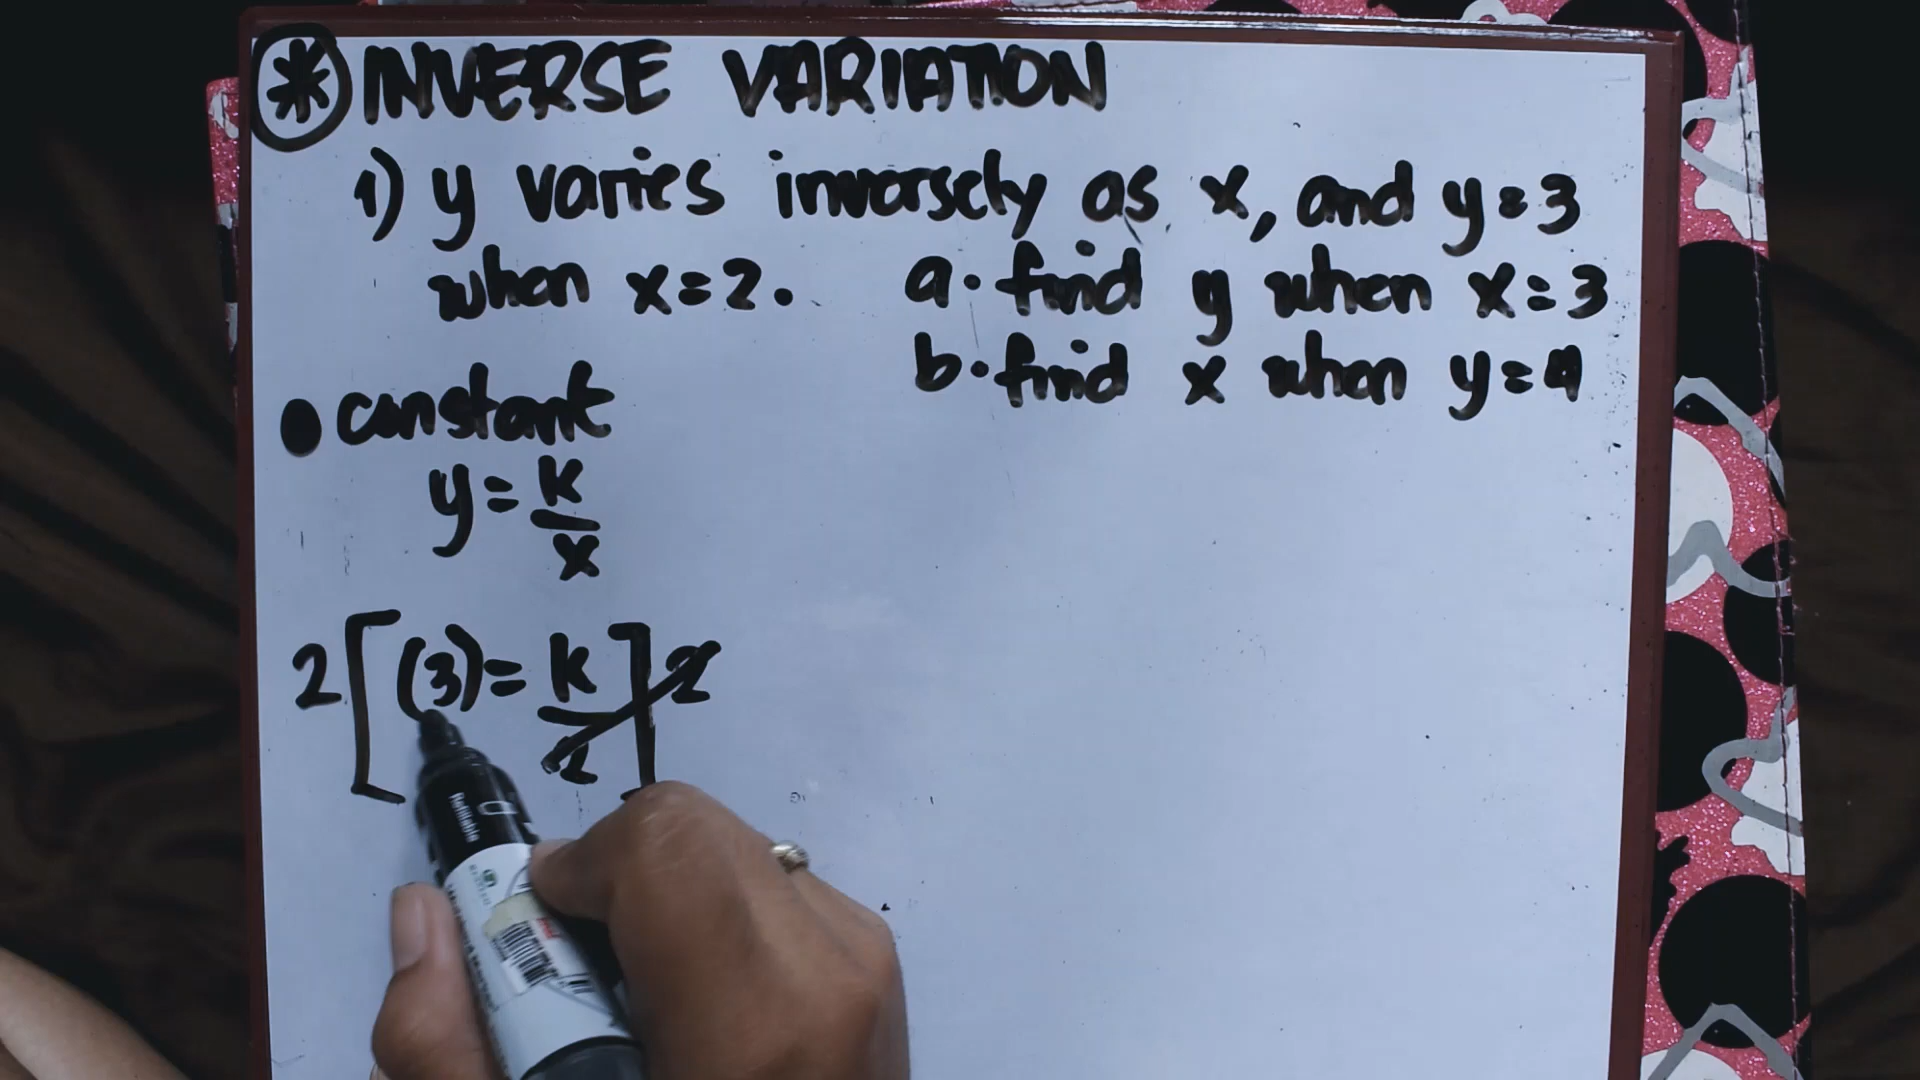 * INVERSE VARIATION
1) y varies inversely as x, and y=3
when x=2.
a. find y when x=3
b. find x when y=4
• constant
y = k/x
2[(3) = k/2]2
Refillable